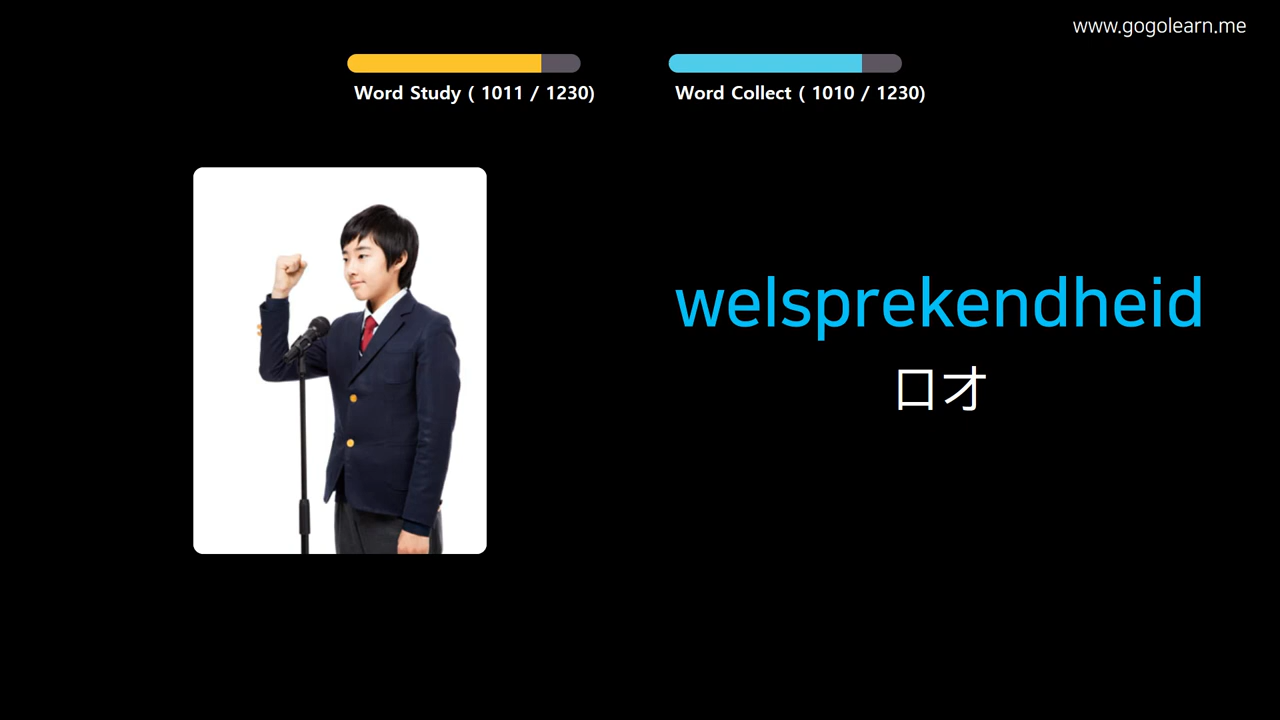 www.gogolearn.me
Word Study ( 1011 / 1230)
Word Collect ( 1010 / 1230)
welsprekendheid
口才